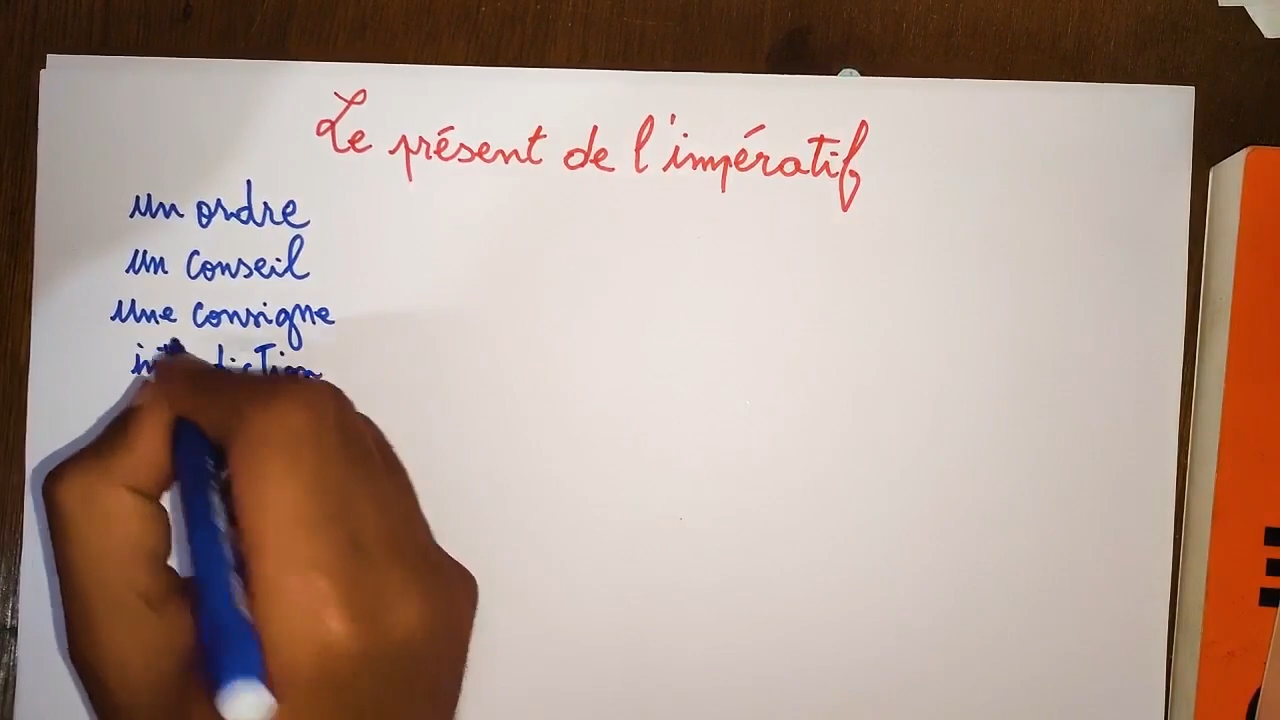 Le présent de l'impératif
un ordre
un conseil
une consigne